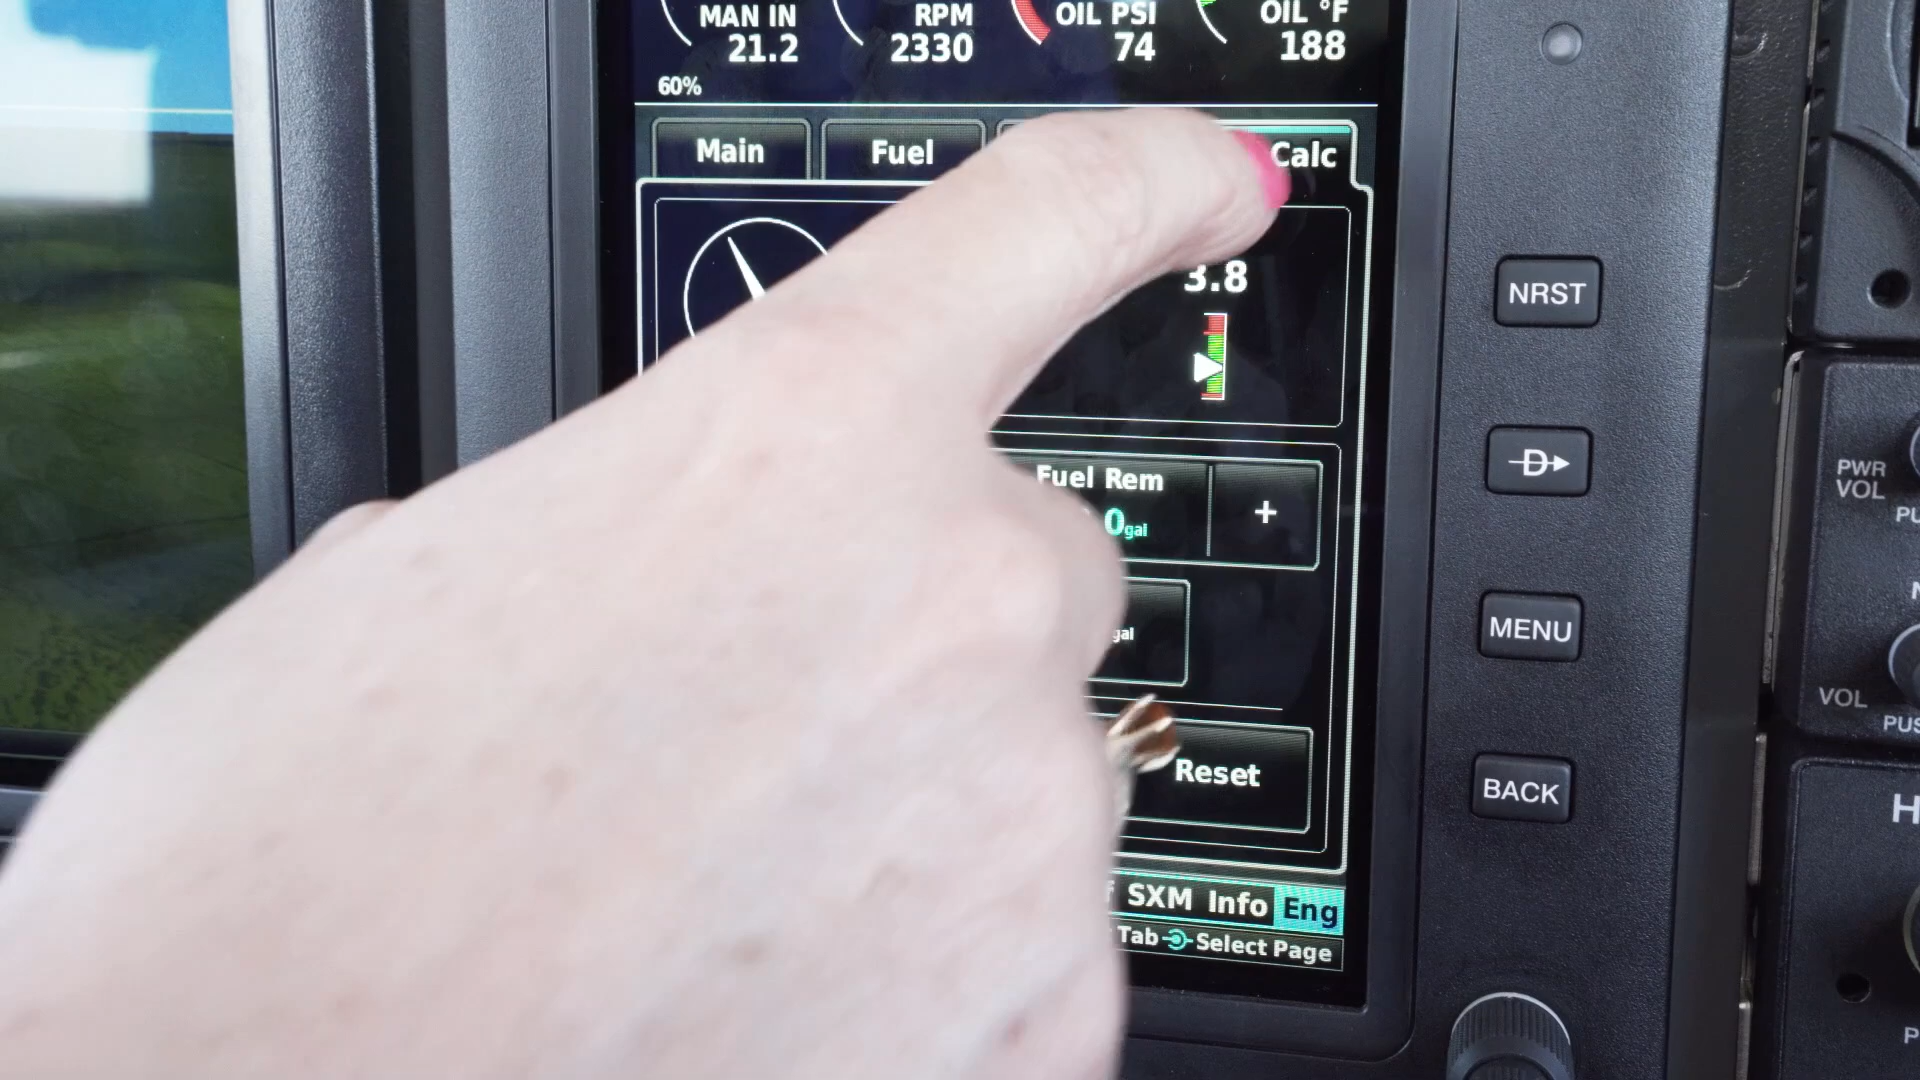 MAN IN RPM OIL PSI OIL °F
21.2 2330 74 188
60%
Main Fuel Calc
3.8
NRST
Fuel Rem
+
0gal
PWR
VOL
gal
MENU
VOL
Reset
BACK
SXM Info Eng
Tab Select Page